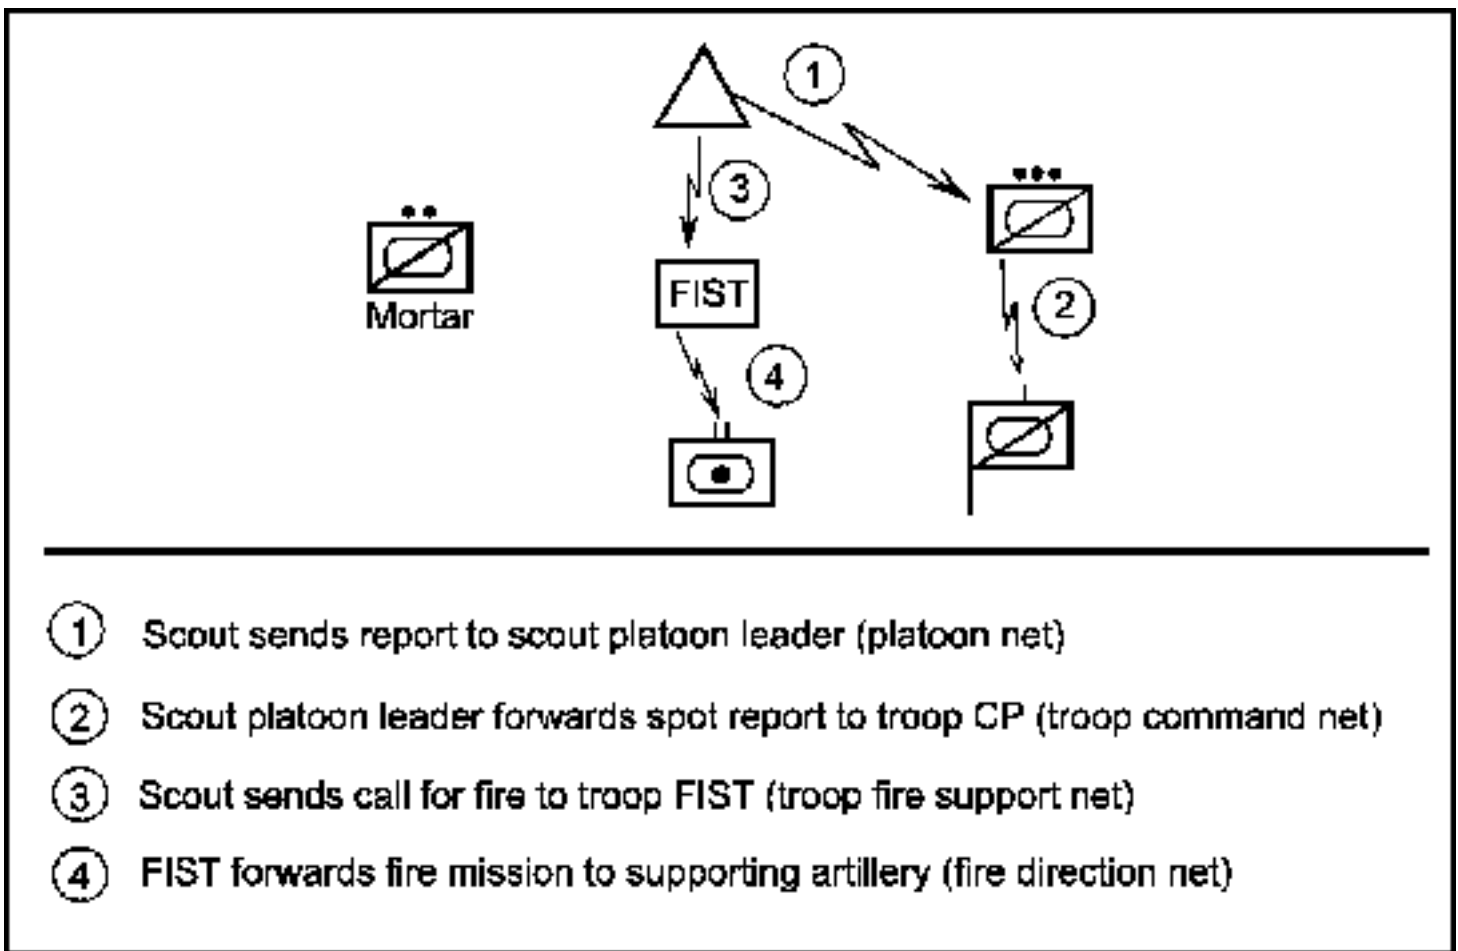 1
3
Mortar
FIST
2
4
1 Scout sends report to scout platoon leader (platoon net)
2 Scout platoon leader forwards spot report to troop CP (troop command net)
3 Scout sends call for fire to troop FIST (troop fire support net)
4 FIST forwards fire mission to supporting artillery (fire direction net)